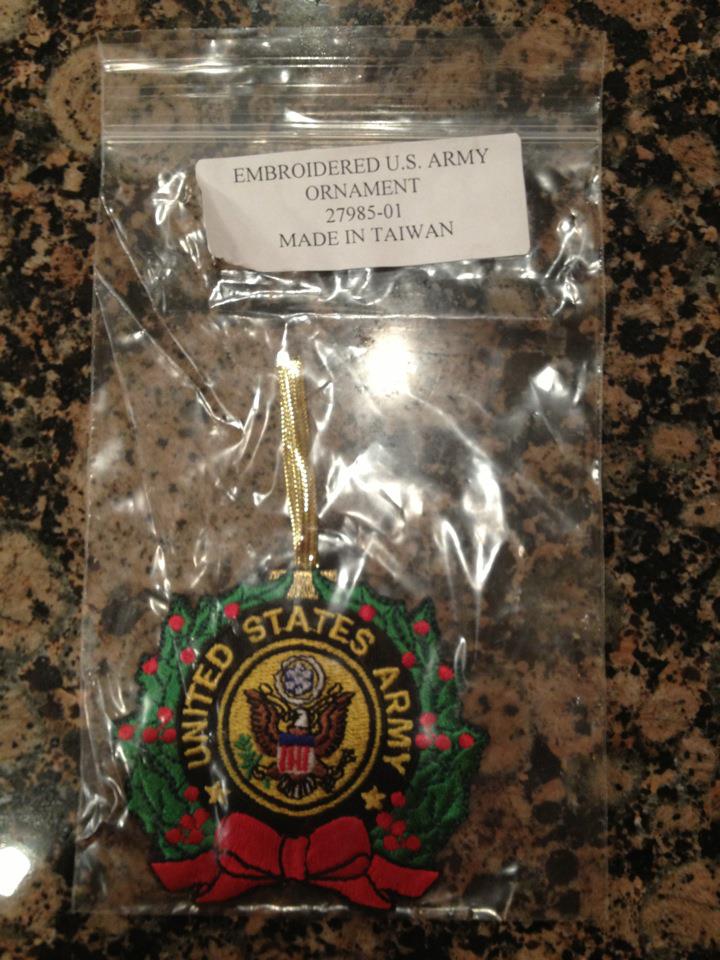 EMBROIDERED U.S. ARMY
ORNAMENT
27985-01
MADE IN TAIWAN
UNITED STATES ARMY